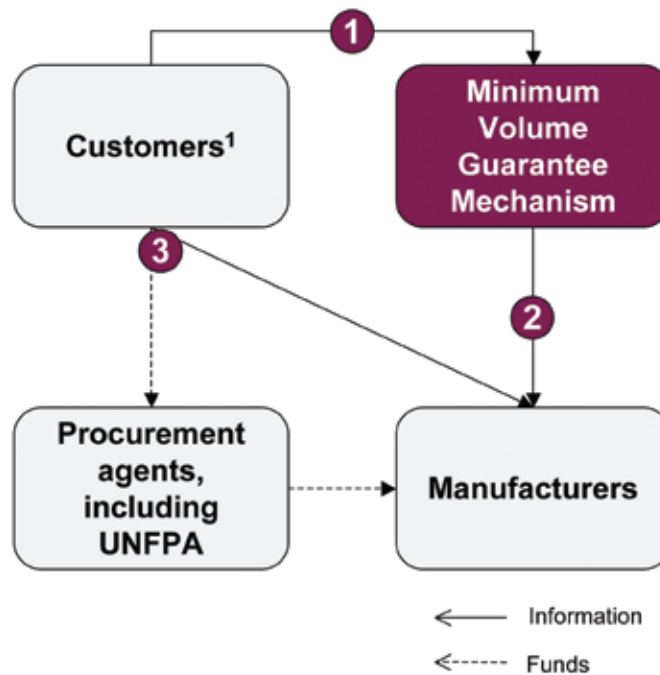 1
Customers1
Minimum
Volume
Guarantee
Mechanism
3
2
Procurement
agents,
including
UNFPA
Manufacturers
Information
Funds